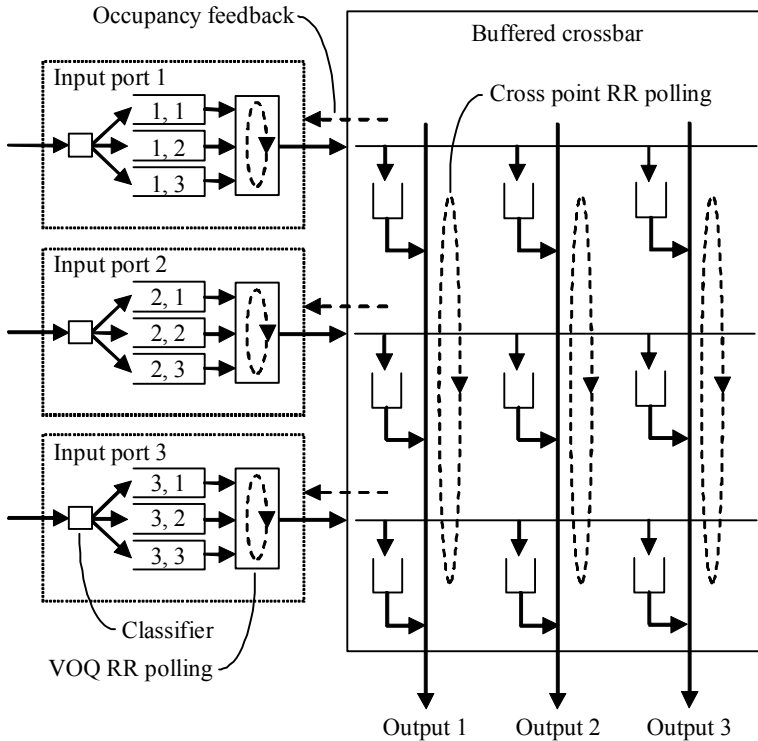 Occupancy feedback
Buffered crossbar
Input port 1
Cross point RR polling
1, 1
1, 2
1, 3
Input port 2
2, 1
2, 2
2, 3
Input port 3
3, 1
3, 2
3, 3
Classifier
VOQ RR polling
Output 1
Output 2
Output 3